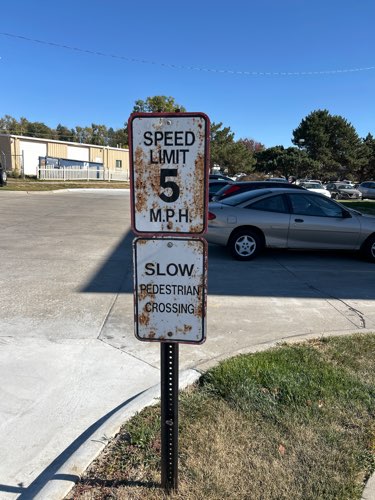 SPEED
LIMIT
5
M.P.H.
SLOW
PEDESTRIAN
CROSSING